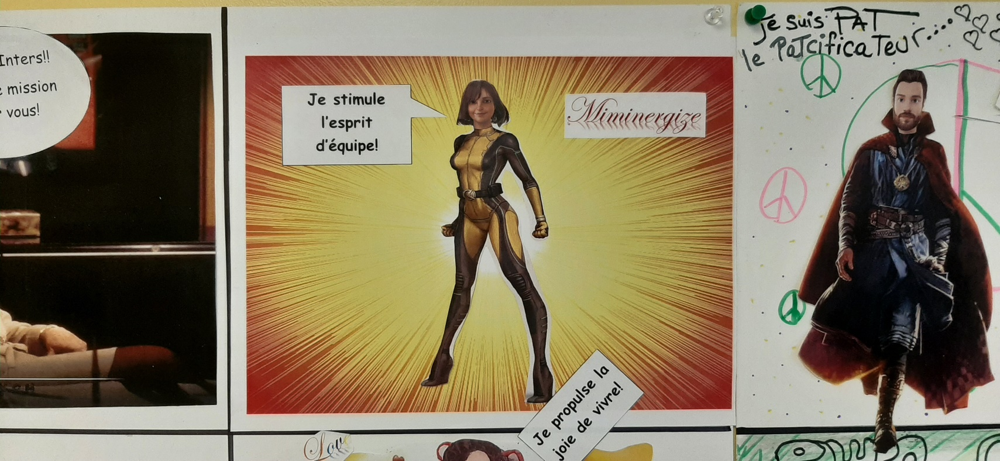 Inters!!
mission
vous!
Je stimule
l'esprit
d'équipe!
Miminergize
Je suis PAT
le PaTcificaTeur....
Je propulse la
joie de vivre!
Love